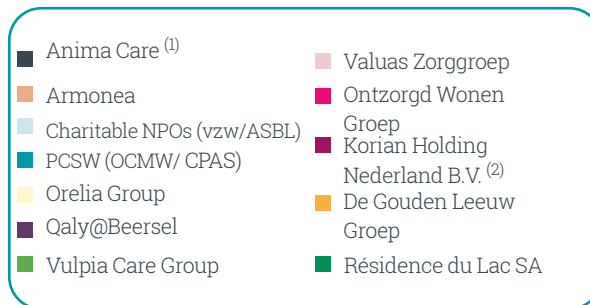 Anima Care (1)
Armonea
Charitable NPOs (vzw/ASBL)
PCSW (OCMW/ CPAS)
Orelia Group
Qaly@Beersel
Vulpia Care Group
Valuas Zorggroep
Ontzorgd Wonen
Groep
Korian Holding
Nederland B.V. (2)
De Gouden Leeuw
Groep
Résidence du Lac SA